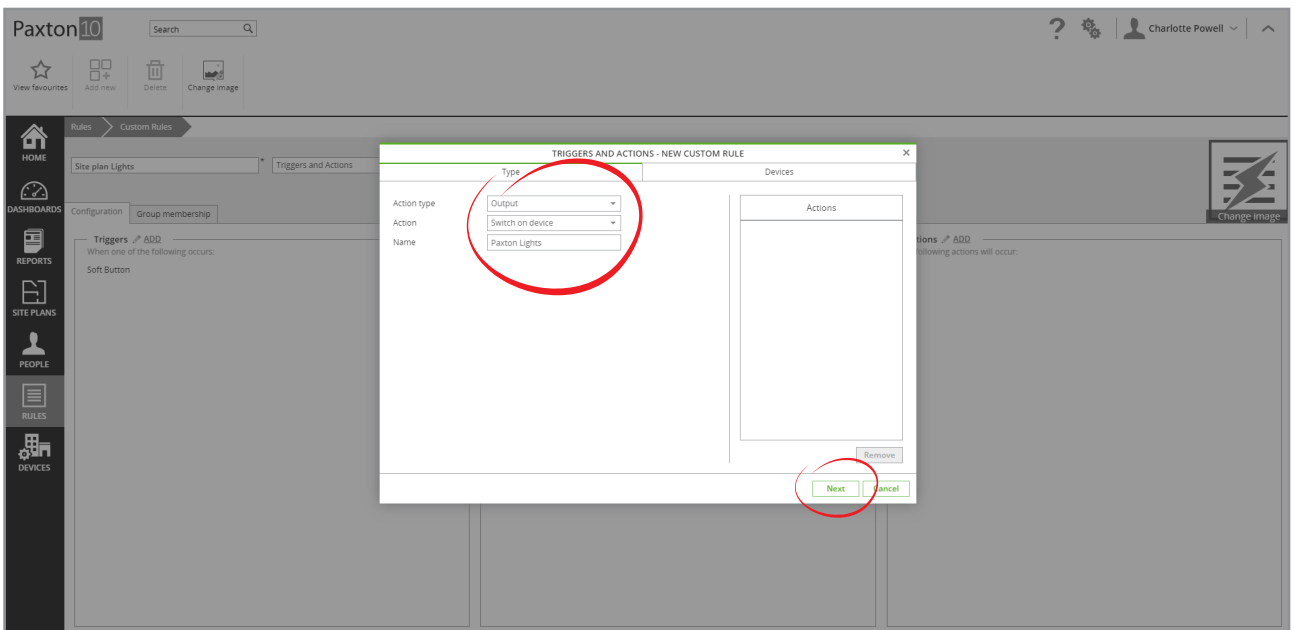 Paxton10
Search
Charlotte Powell
View favourites
Add new
Delete
Change image
Rules
Custom Rules
HOME
DASHBOARDS
REPORTS
SITE PLANS
PEOPLE
RULES
DEVICES
Site plan Lights
*
Triggers and Actions
Change image
Configuration
Group membership
Triggers ADD
When one of the following occurs:
Soft Button
tions ADD
ollowing actions will occur:
TRIGGERS AND ACTIONS - NEW CUSTOM RULE
Type
Devices
Action type
Output
Action
Switch on device
Name
Paxton Lights
Actions
Remove
Next
Cancel